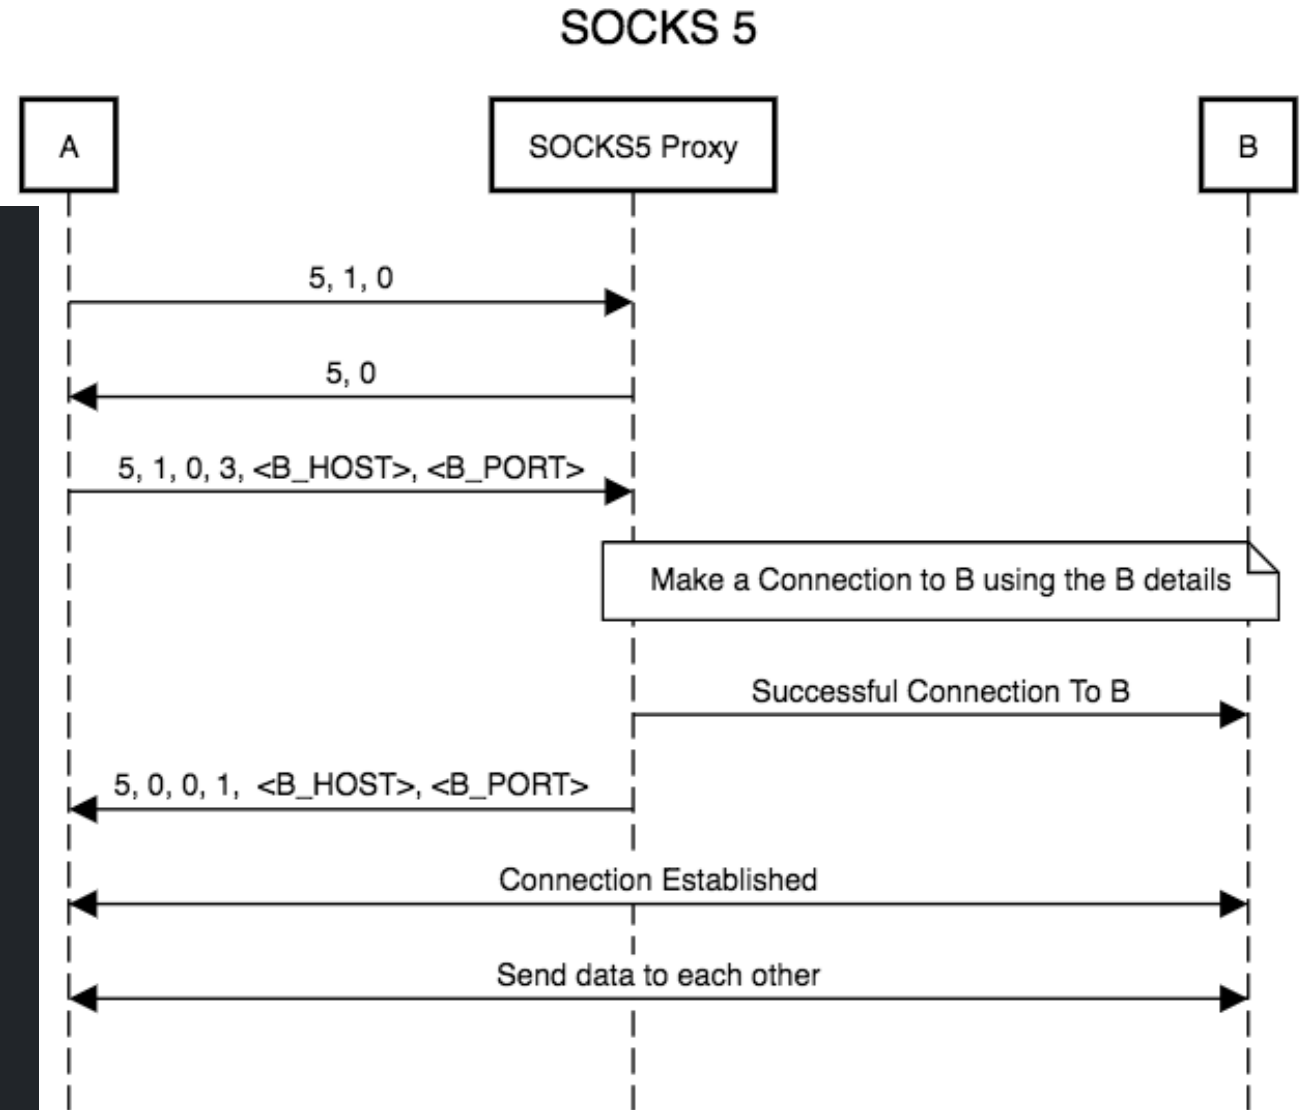 SOCKS 5
A
SOCKS5 Proxy
B
5, 1, 0
5, 0
5, 1, 0, 3, <B_HOST>, <B_PORT>
Make a Connection to B using the B details
Successful Connection To B
5, 0, 0, 1,  <B_HOST>, <B_PORT>
Connection Established
Send data to each other